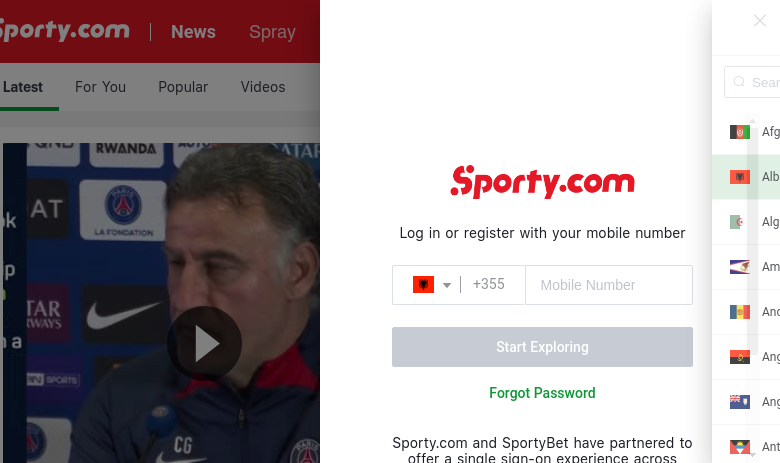 Sporty.com
News
Spray
Latest
For You
Popular
Videos
RWANDA
AT
LA FONDATION
SPORTS
CG
Sporty.com
Log in or register with your mobile number
+355
Mobile Number
Start Exploring
Forgot Password
Sporty.com and SportyBet have partnered to
offer a single sign-on experience across
Sear
Afg
Alb
Alg
Am
And
Ang
Ang
Ant